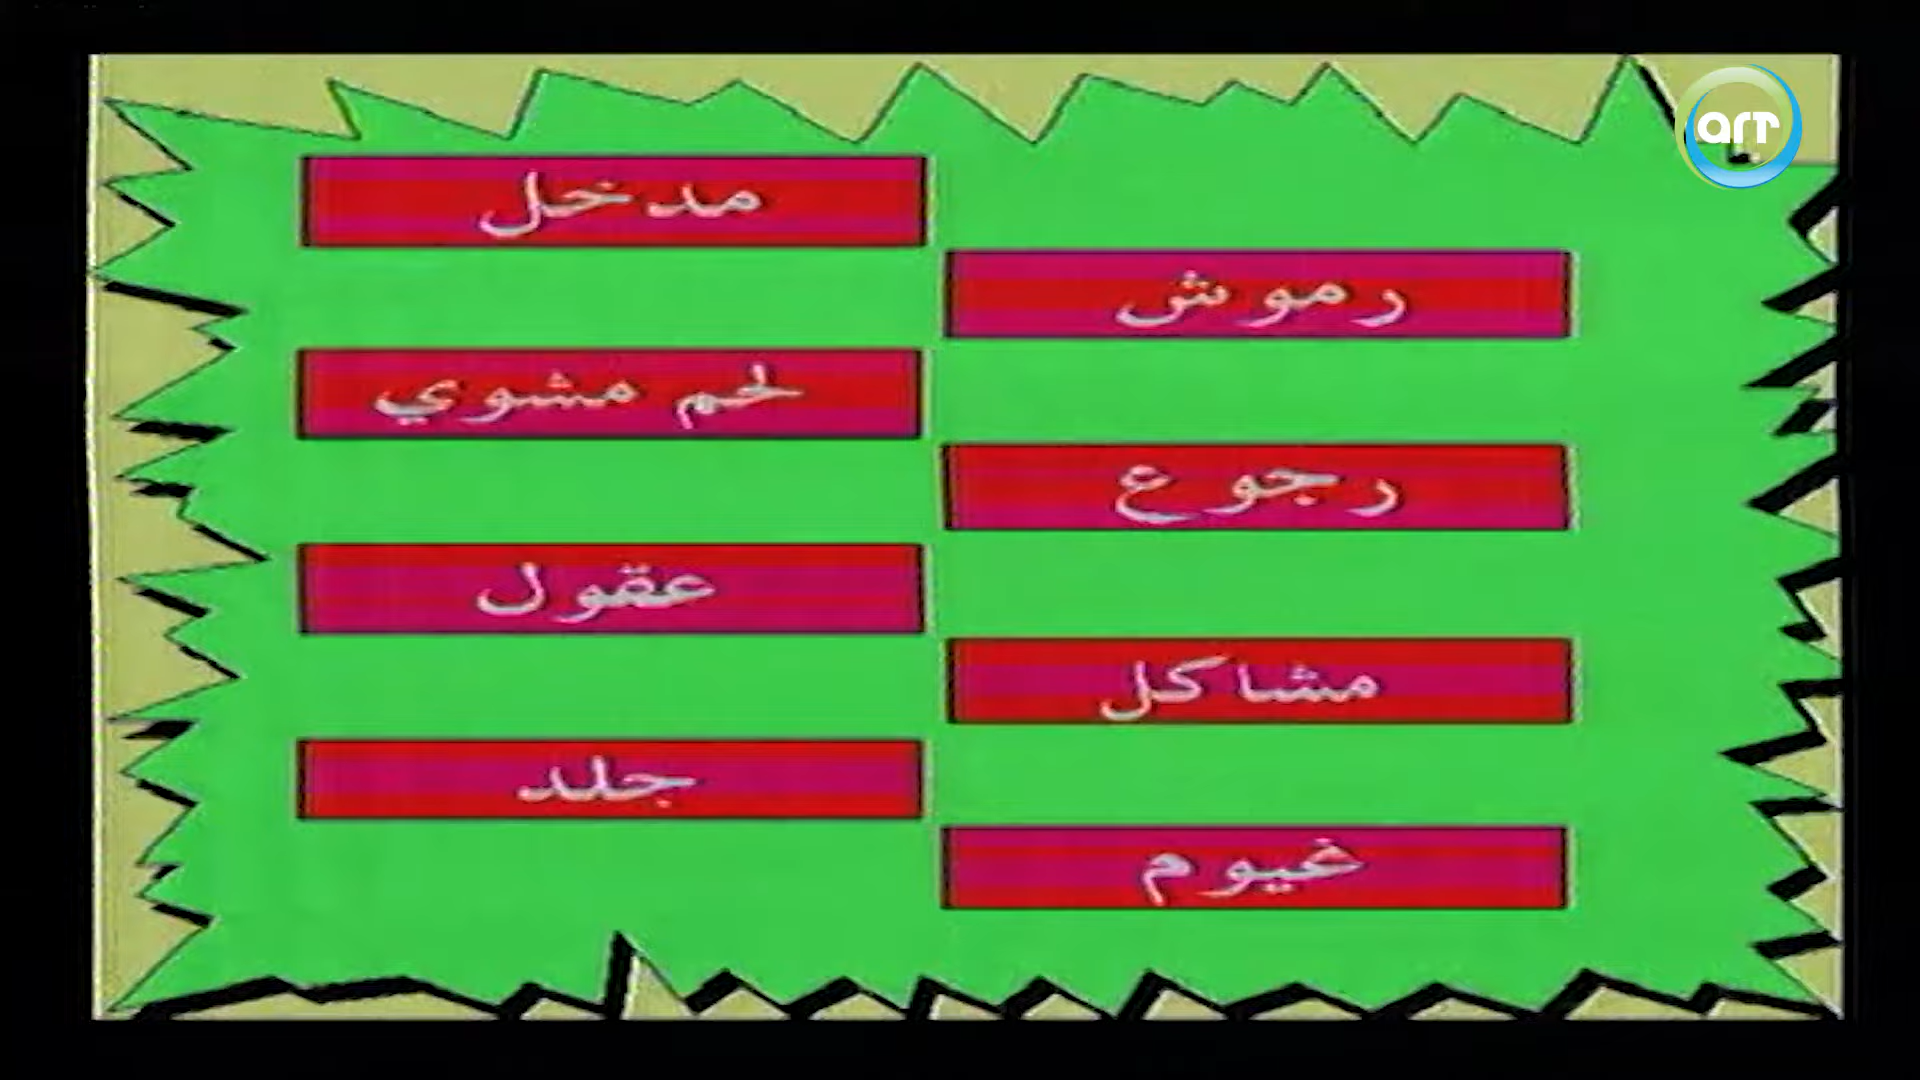 art
مدخل
رموش
لحم مشوي
رجوع
عقول
مشاكل
جلد
غيوم